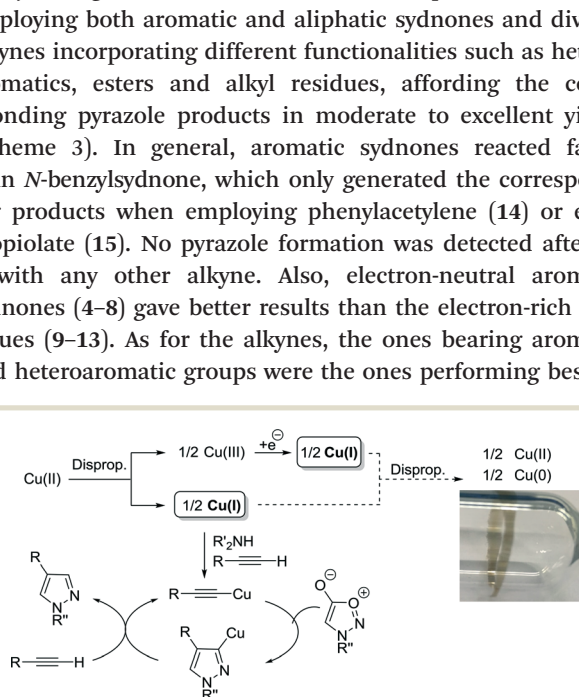 ploying both aromatic and aliphatic sydnones and div
ynes incorporating different functionalities such as het
omatics, esters and alkyl residues, affording the co
onding pyrazole products in moderate to excellent yi
heme 3). In general, aromatic sydnones reacted fa
an N-benzylsydnone, which only generated the correspo
g products when employing phenylacetylene (14) or e
opiolate (15). No pyrazole formation was detected afte
with any other alkyne. Also, electron-neutral arom
dnones (4–8) gave better results than the electron-rich
gues (9–13). As for the alkynes, the ones bearing arom
d heteroaromatic groups were the ones performing bes
Cu(II) Disprop. 1/2 Cu(III) +e⊖ 1/2 Cu(I) Disprop. 1/2 Cu(II)
1/2 Cu(0)
1/2 Cu(I)
R'2NH
R H
R Cu
R N N R"
O⊖ O⊕ N N R"
R H
R Cu N N R"